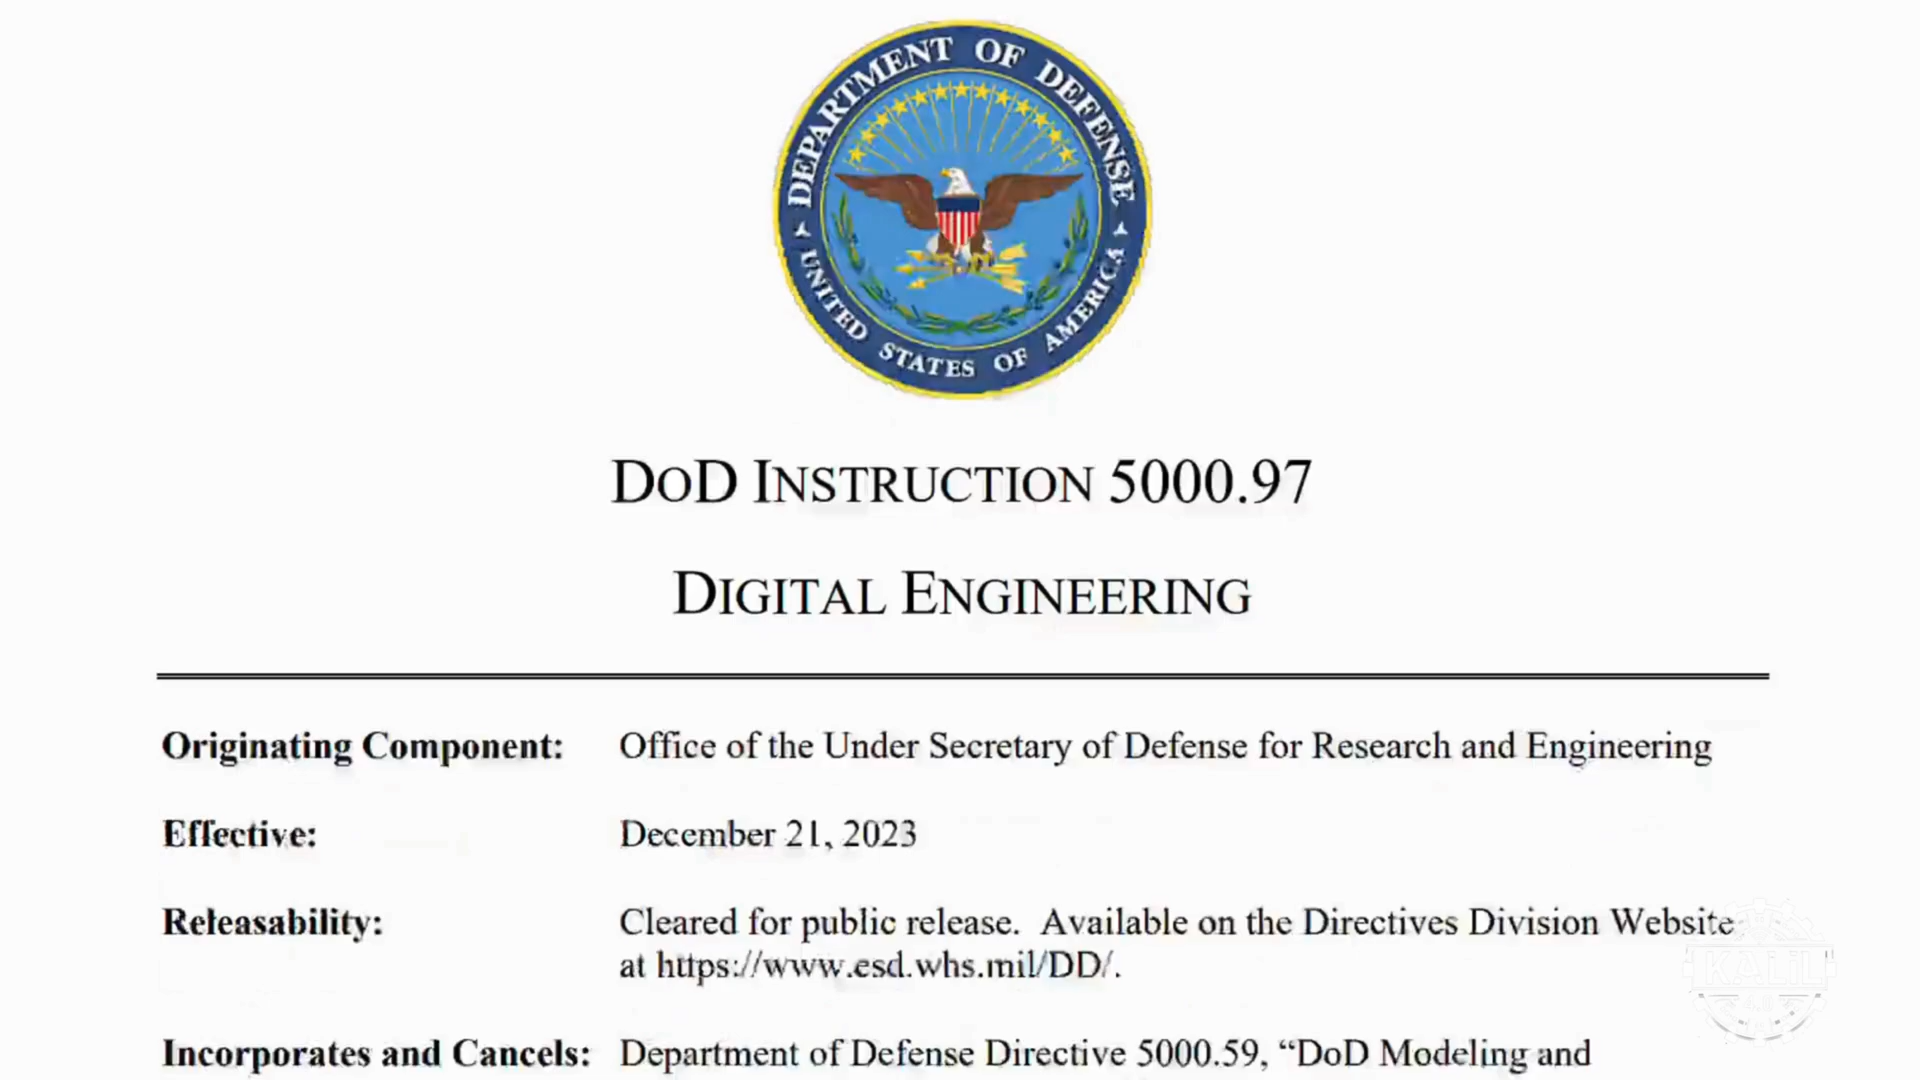 DEPARTMENT OF DEFENSE
UNITED STATES OF AMERICA
DOD INSTRUCTION 5000.97
DIGITAL ENGINEERING
Originating Component: Office of the Under Secretary of Defense for Research and Engineering
Effective: December 21, 2023
Releasability: Cleared for public release. Available on the Directives Division Website
at https://www.esd.whs.mil/DD/.
KALIL
4.0
Incorporates and Cancels: Department of Defense Directive 5000.59, “DoD Modeling and